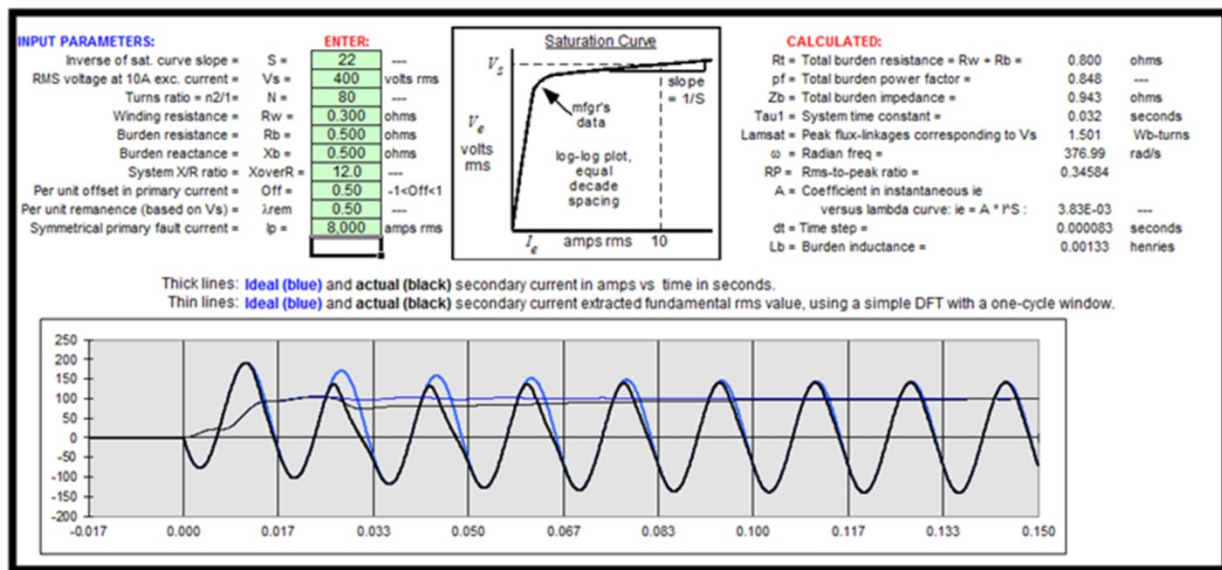 INPUT PARAMETERS: ENTER:
Inverse of sat. curve slope = S = 22 ---
RMS voltage at 10A exc. current = Vs = 400 volts rms
Turns ratio = n2/1= N = 80 ---
Winding resistance = Rw = 0.300 ohms
Burden resistance = Rb = 0.500 ohms
Burden reactance = Xb = 0.500 ohms
System X/R ratio = XoverR = 12.0 ---
Per unit offset in primary current = Off = 0.50 -1<Off<1
Per unit remanence (based on Vs) = λrem 0.50 ---
Symmetrical primary fault current = Ip = 8,000 amps rms
Saturation Curve
Vs
slope
= 1/S
mfgr's
data
Ve
volts
rms
log-log plot,
equal
decade
spacing
Ie amps rms 10
CALCULATED:
Rt = Total burden resistance = Rw + Rb = 0.800 ohms
pf = Total burden power factor = 0.848 ---
Zb = Total burden impedance = 0.943 ohms
Tau1 = System time constant = 0.032 seconds
Lamsat = Peak flux-linkages corresponding to Vs 1.501 Wb-turns
ω = Radian freq = 376.99 rad/s
RP = Rms-to-peak ratio = 0.34584
A = Coefficient in instantaneous ie
versus lambda curve: ie = A * l^S : 3.83E-03 ---
dt = Time step = 0.000083 seconds
Lb = Burden inductance = 0.00133 henries
Thick lines: Ideal (blue) and actual (black) secondary current in amps vs time in seconds.
Thin lines: Ideal (blue) and actual (black) secondary current extracted fundamental rms value, using a simple DFT with a one-cycle window.
250
200
150
100
50
0
-50
-100
-150
-200
-0.017 0.000 0.017 0.033 0.050 0.067 0.083 0.100 0.117 0.133 0.150